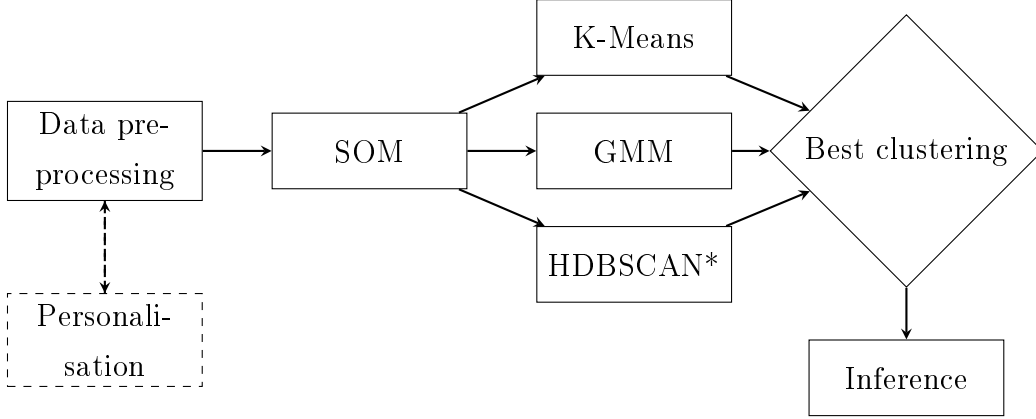 K-Means
Data pre-
processing
SOM
GMM
Best clustering
HDBSCAN*
Personali-
sation
Inference